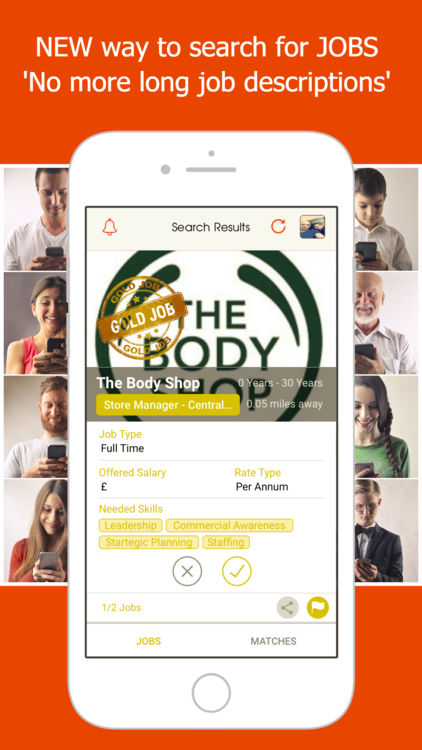 NEW way to search for JOBS
'No more long job descriptions'
Search Results
GOLD JOB
GOLD JOB
GOLD JOB
THE
BODY
SHOP
The Body Shop
0 Years - 30 Years
Store Manager - Central...
0.05 miles away
Job Type
Full Time
Offered Salary
Rate Type
£
Per Annum
Needed Skills
Leadership
Commercial Awareness
Startegic Planning
Staffing
1/2 Jobs
JOBS
MATCHES